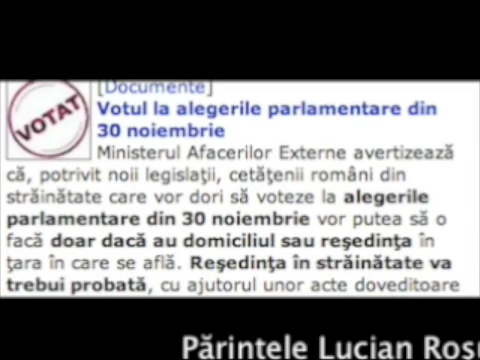 [Documente]
VOTAT
Votul la alegerile parlamentare din
30 noiembrie
Ministerul Afacerilor Externe avertizează
că, potrivit noii legislaţii, cetăţenii români din
străinătate care vor dori să voteze la alegerile
parlamentare din 30 noiembrie vor putea să o
facă doar dacă au domiciliul sau reşedinţa în
ţara în care se află. Reşedinţa în străinătate va
trebui probată, cu ajutorul unor acte doveditoare
Părintele Lucian